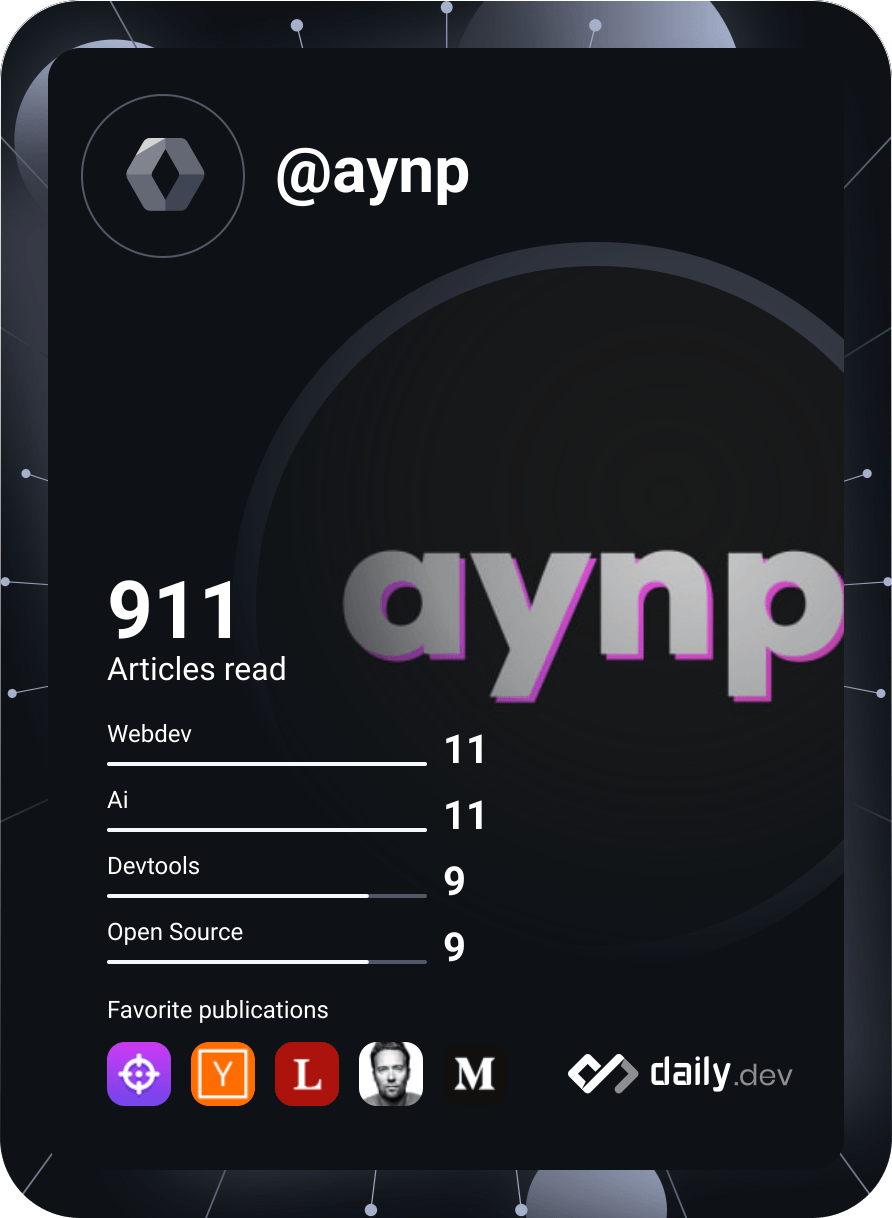 @aynp
aynp
911
Articles read
Webdev
11
Ai
11
Devtools
9
Open Source
9
Favorite publications
Y
L
M
daily.dev